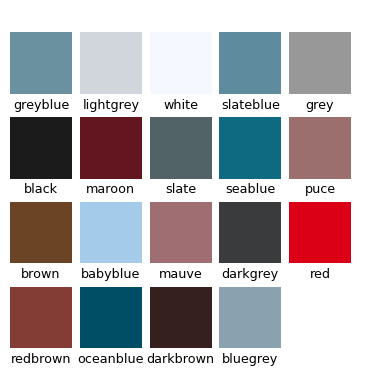 greyblue lightgrey white slateblue grey
black maroon slate seablue puce
brown babyblue mauve darkgrey red
redbrown oceanblue darkbrown bluegrey